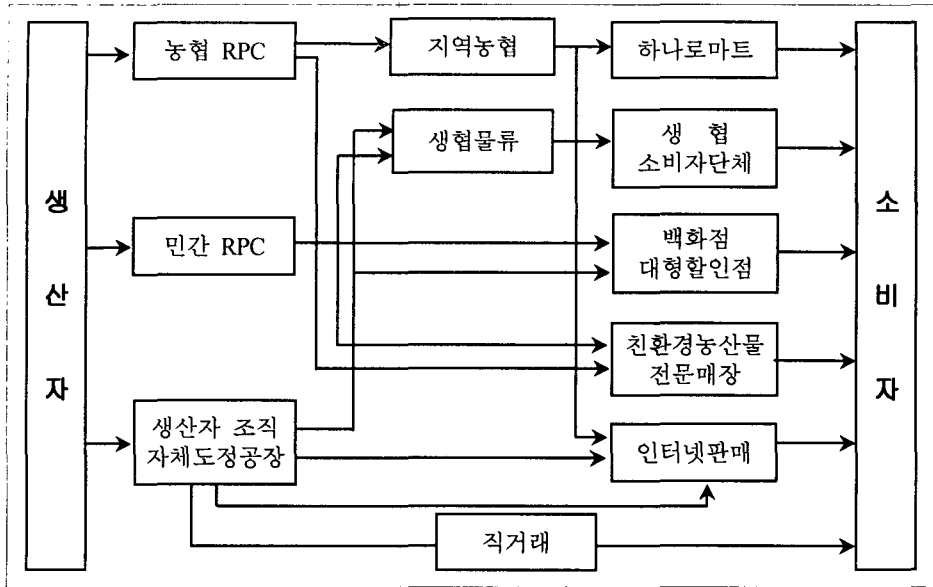 생산자
농협 RPC
지역농협
하나로마트
생협물류
생 협
소비자단체
민간 RPC
백화점
대형할인점
친환경농산물
전문매장
생산자 조직
자체도정공장
인터넷판매
직거래
소비자